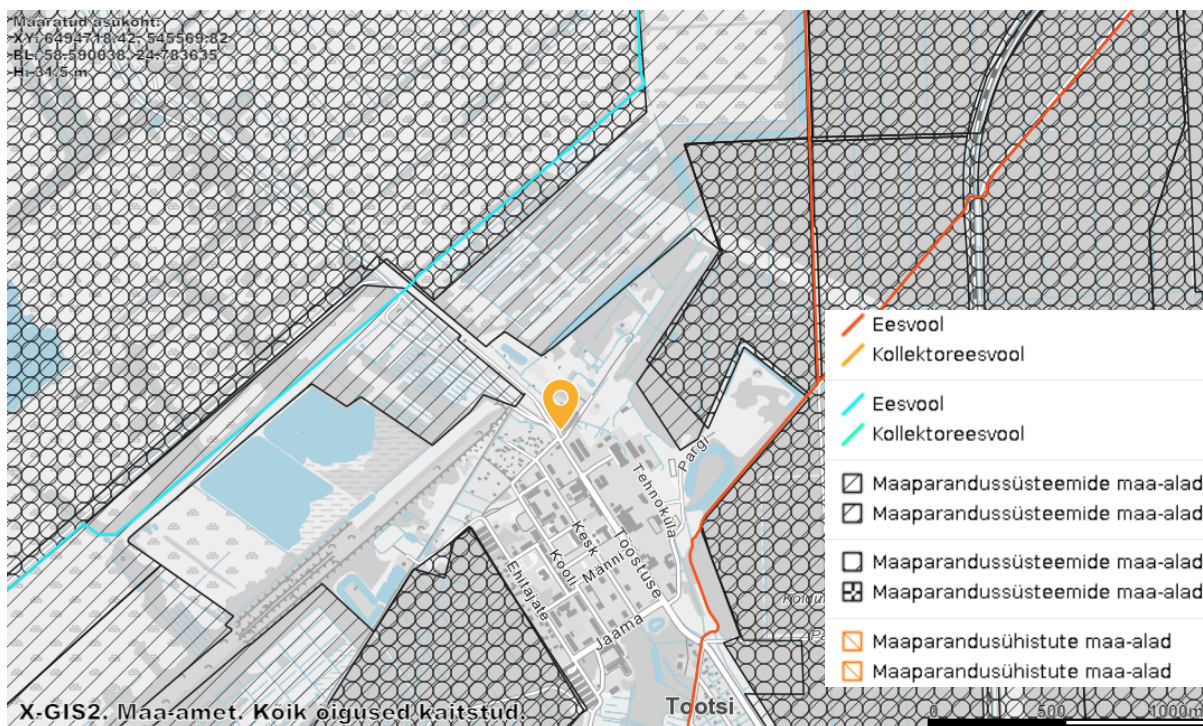 Määratud asukoht:
XY: 6494718.42, 545569.82
BL: 58.590038, 24.783635
H: 31.5 m
Pargi
Tehnoküla
Tööstuse
Kesk
Männi
Kooli
Ehitajate
Jaama
Tootsi
Eesvool
Kollektoreesvool
Eesvool
Kollektoreesvool
Maaparandussüsteemide maa-alad
Maaparandussüsteemide maa-alad
Maaparandussüsteemide maa-alad
Maaparandussüsteemide maa-alad
Maaparandusühistute maa-alad
Maaparandusühistute maa-alad
X-GIS2. Maa-amet. Kõik õigused kaitstud.
0 500 1000m